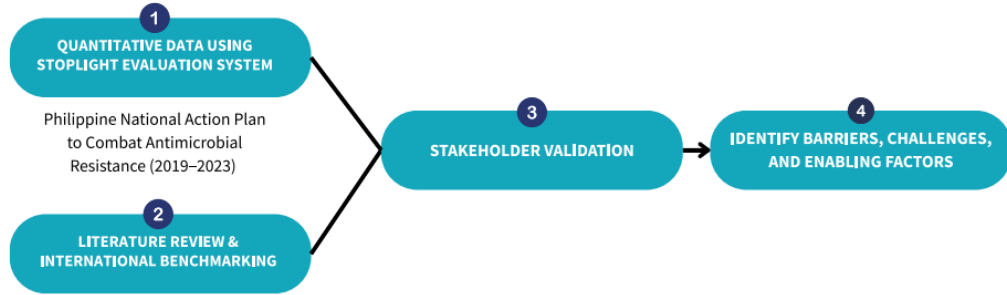 1
QUANTITATIVE DATA USING
STOPLIGHT EVALUATION SYSTEM
Philippine National Action Plan
to Combat Antimicrobial
Resistance (2019–2023)
2
LITERATURE REVIEW &
INTERNATIONAL BENCHMARKING
3
STAKEHOLDER VALIDATION
4
IDENTIFY BARRIERS, CHALLENGES,
AND ENABLING FACTORS